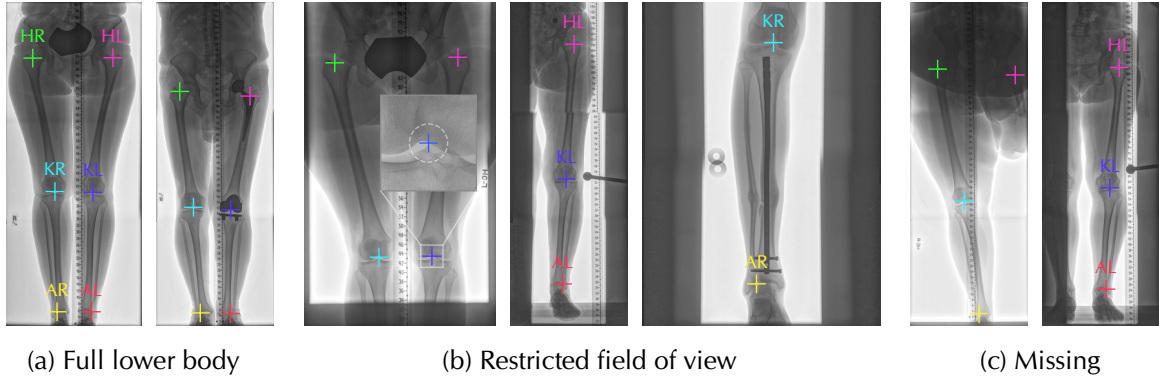 HR HL
KR KL
AR AL
HL
KL
AL
KR
AR
HL
KL
AL
(a) Full lower body
(b) Restricted field of view
(c) Missing